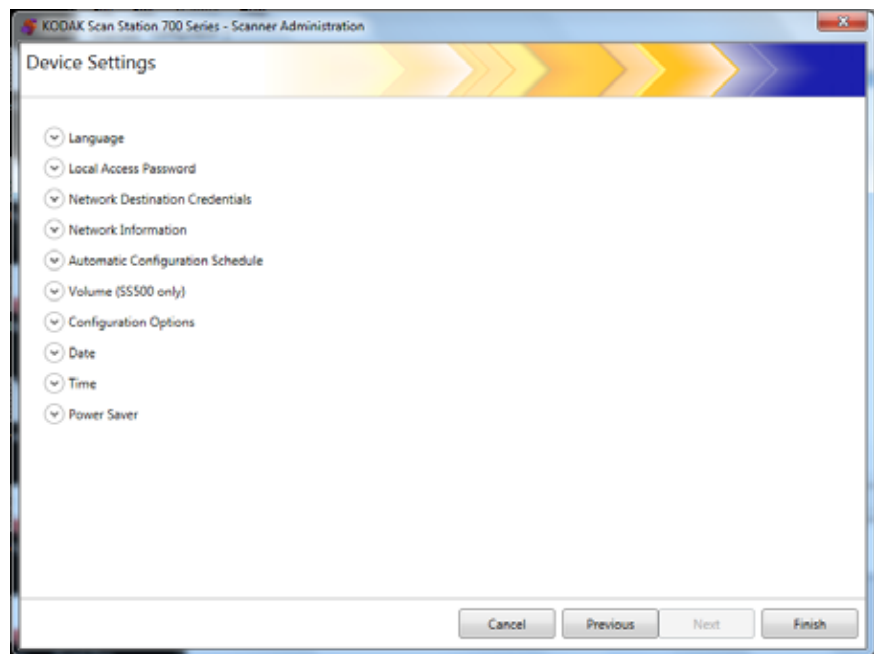 KODAK Scan Station 700 Series - Scanner Administration
Device Settings
Language
Local Access Password
Network Destination Credentials
Network Information
Automatic Configuration Schedule
Volume (SS500 only)
Configuration Options
Date
Time
Power Saver
Cancel Previous Next Finish